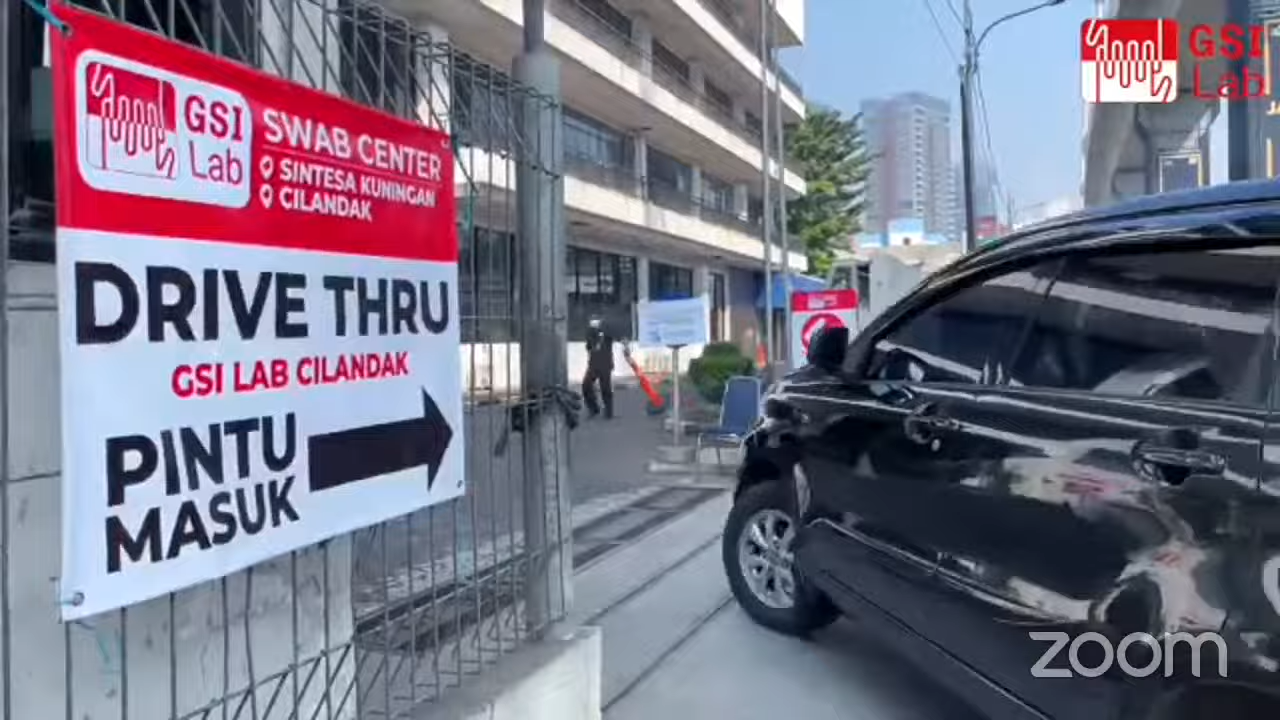 GSI
Lab
SWAB CENTER
SINTESA KUNINGAN
CILANDAK
DRIVE THRU
GSI LAB CILANDAK
PINTU
MASUK
GSI
Lab
zoom